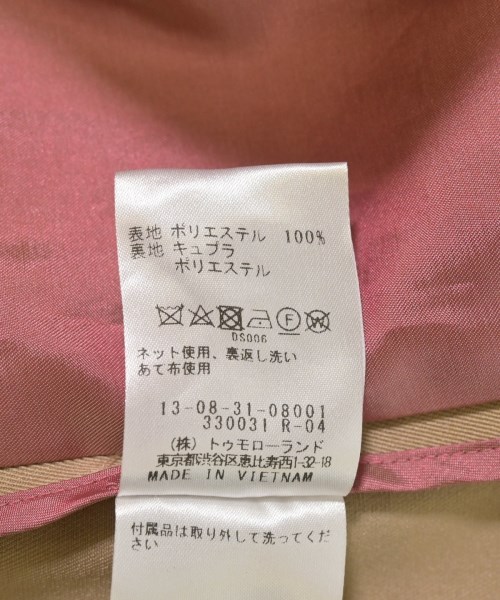 表地 ポリエステル 100%
裏地 キュプラ
ポリエステル
F W
DS006
ネット使用、裏返し洗い
あて布使用
13-08-31-08001
330031 R-04
(株) トゥモローランド
東京都渋谷区恵比寿西1-32-18
MADE IN VIETNAM
付属品は取り外して洗ってくだ
さい